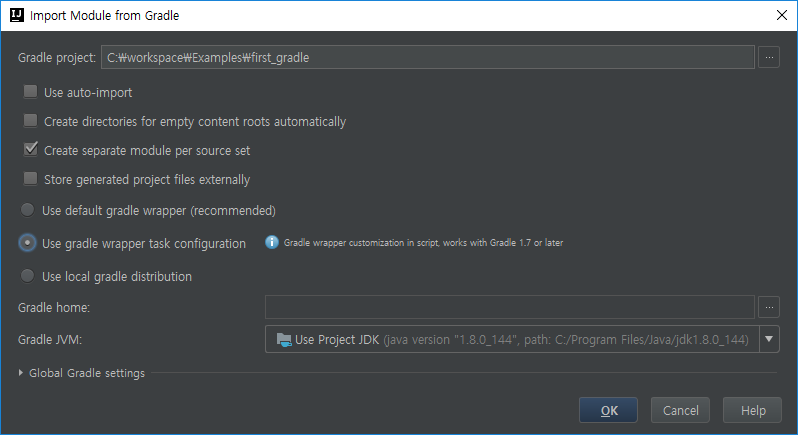 IJ Import Module from Gradle
Gradle project: C:₩workspace₩Examples₩first_gradle ...
Use auto-import
Create directories for empty content roots automatically
Create separate module per source set
Store generated project files externally
Use default gradle wrapper (recommended)
Use gradle wrapper task configuration Gradle wrapper customization in script, works with Gradle 1.7 or later
Use local gradle distribution
Gradle home: ...
Gradle JVM: Use Project JDK (java version "1.8.0_144", path: C:/Program Files/Java/jdk1.8.0_144)
Global Gradle settings
OK Cancel Help